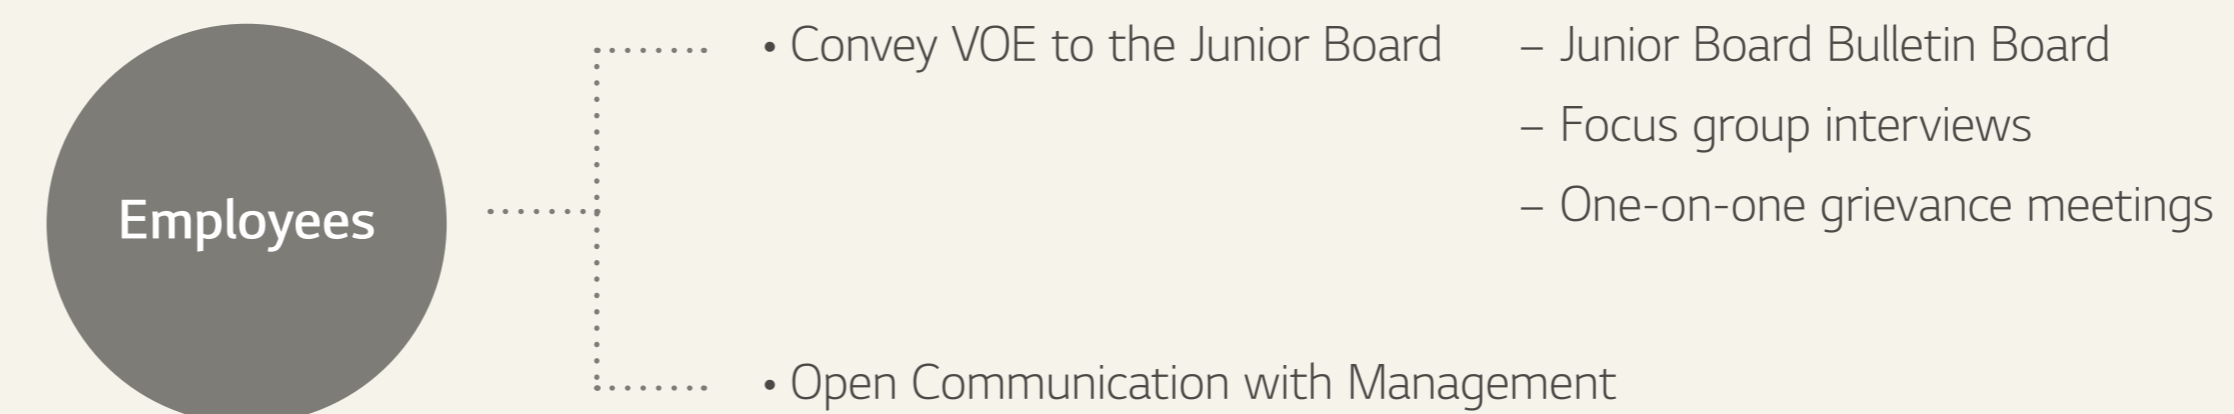 Employees
• Convey VOE to the Junior Board
– Junior Board Bulletin Board
– Focus group interviews
– One-on-one grievance meetings
• Open Communication with Management